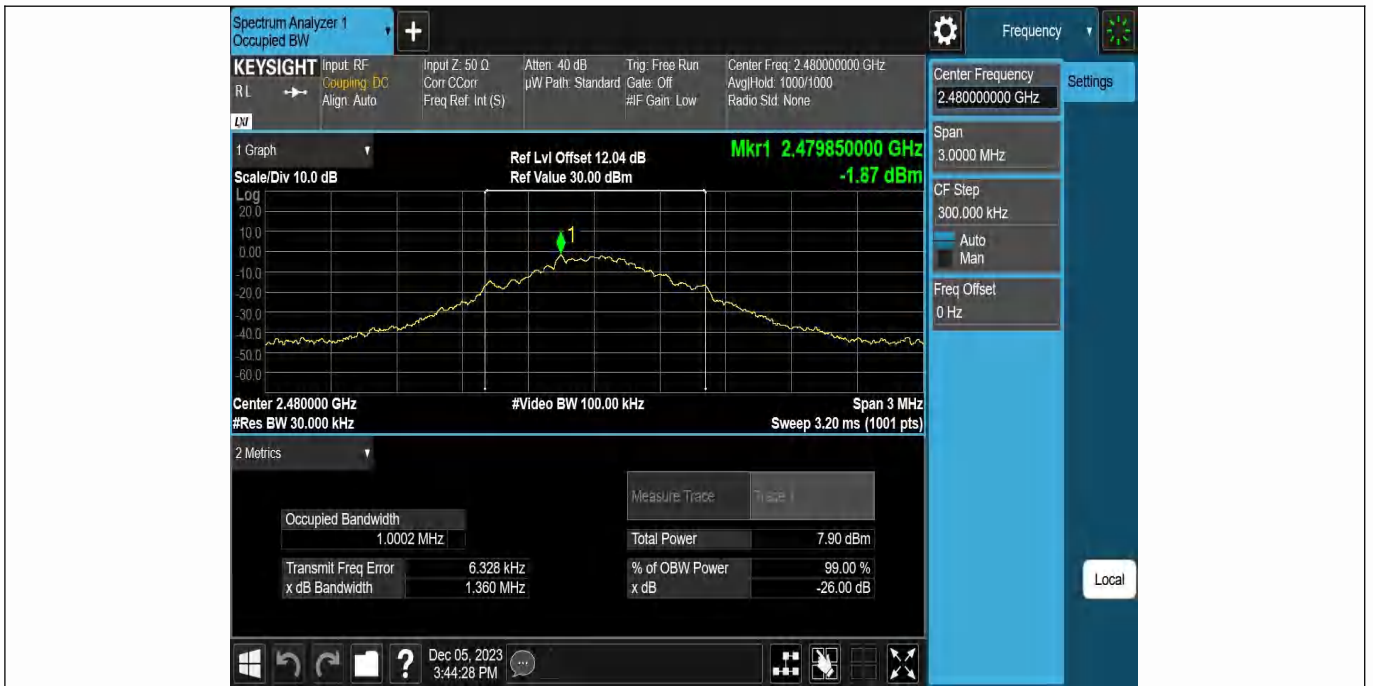 Spectrum Analyzer 1
Occupied BW
+
Frequency
KEYSIGHT
RL
LXI
Input: RF
Coupling: DC
Align: Auto
Input Z: 50 Ω
Corr CCorr
Freq Ref: Int (S)
Atten: 40 dB
µW Path: Standard
Trig: Free Run
Gate: Off
#IF Gain: Low
Center Freq: 2.480000000 GHz
Avg|Hold: 1000/1000
Radio Std: None
Center Frequency
2.480000000 GHz
Settings
Span
3.0000 MHz
CF Step
300.000 kHz
Auto
Man
Freq Offset
0 Hz
1 Graph
Scale/Div 10.0 dB
Ref Lvl Offset 12.04 dB
Ref Value 30.00 dBm
Mkr1 2.479850000 GHz
-1.87 dBm
Log
20.0
10.0
0.00
-10.0
-20.0
-30.0
-40.0
-50.0
-60.0
1
Center 2.480000 GHz
#Res BW 30.000 kHz
#Video BW 100.00 kHz
Span 3 MHz
Sweep 3.20 ms (1001 pts)
2 Metrics
Measure Trace
Trace 1
Occupied Bandwidth
1.0002 MHz
Total Power
7.90 dBm
Transmit Freq Error
6.328 kHz
% of OBW Power
99.00 %
x dB Bandwidth
1.360 MHz
x dB
-26.00 dB
Local
?
Dec 05, 2023
3:44:28 PM